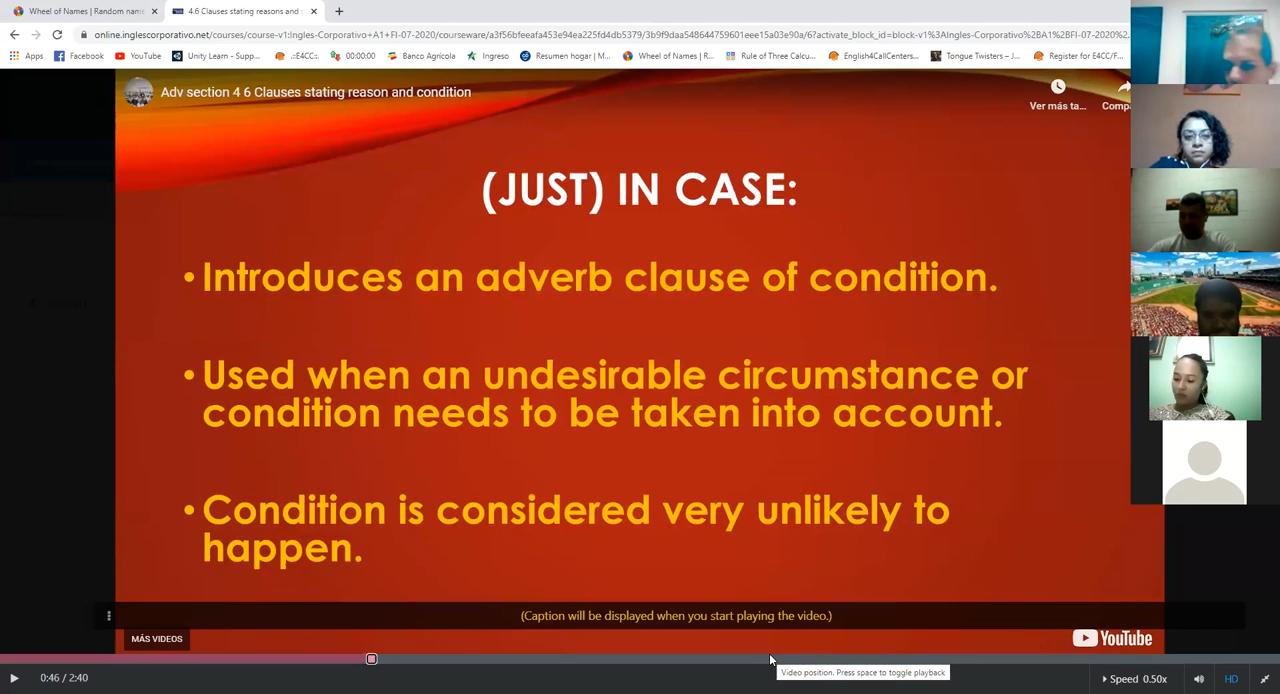 Wheel of Names | Random name
4.6 Clauses stating reasons and
online.inglescorporativo.net/courses/course-v1:Ingles-Corporativo+A1+FI-07-2020/courseware/a3f56bfeeafa453e94ea225fd4db5379/3b9f9daa548644759601eee15a03e90a/6?activate_block_id=block-v1%3AIngles-Corporativo%2BA1%2BFI-07-2020%2...
Apps
Facebook
YouTube
Unity Learn - Supp...
.::E4CC::.
00:00:00
Banco Agrícola
Ingreso
Resumen hogar | M...
Wheel of Names | R...
Rule of Three Calcu...
English4CallCenters...
Tongue Twisters – J...
Register for E4CC/F...
Adv section 4 6 Clauses stating reason and condition
Ver más ta...
Compa
(JUST) IN CASE:
• Introduces an adverb clause of condition.
• Used when an undesirable circumstance or
condition needs to be taken into account.
• Condition is considered very unlikely to
happen.
(Caption will be displayed when you start playing the video.)
MÁS VIDEOS
YouTube
Video position. Press space to toggle playback
0:46 / 2:40
Speed 0.50x
HD